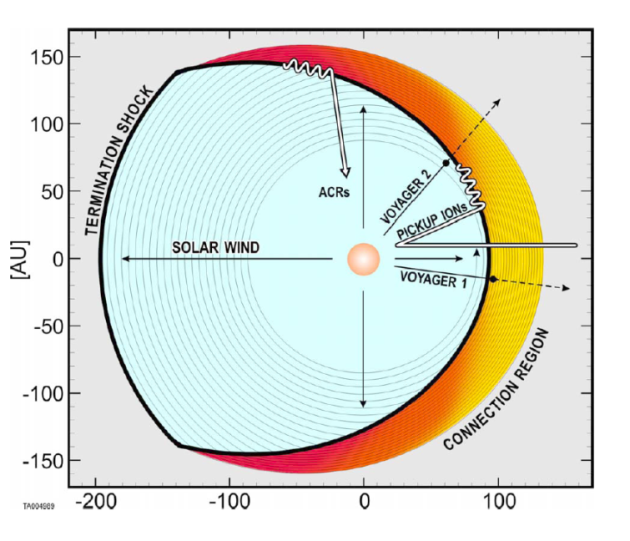 150
100
50
0
-50
-100
-150
[AU]
TERMINATION SHOCK
ACRs
VOYAGER 2
PICKUP IONs
SOLAR WIND
VOYAGER 1
CONNECTION REGION
TA004989
-200
-100
0
100